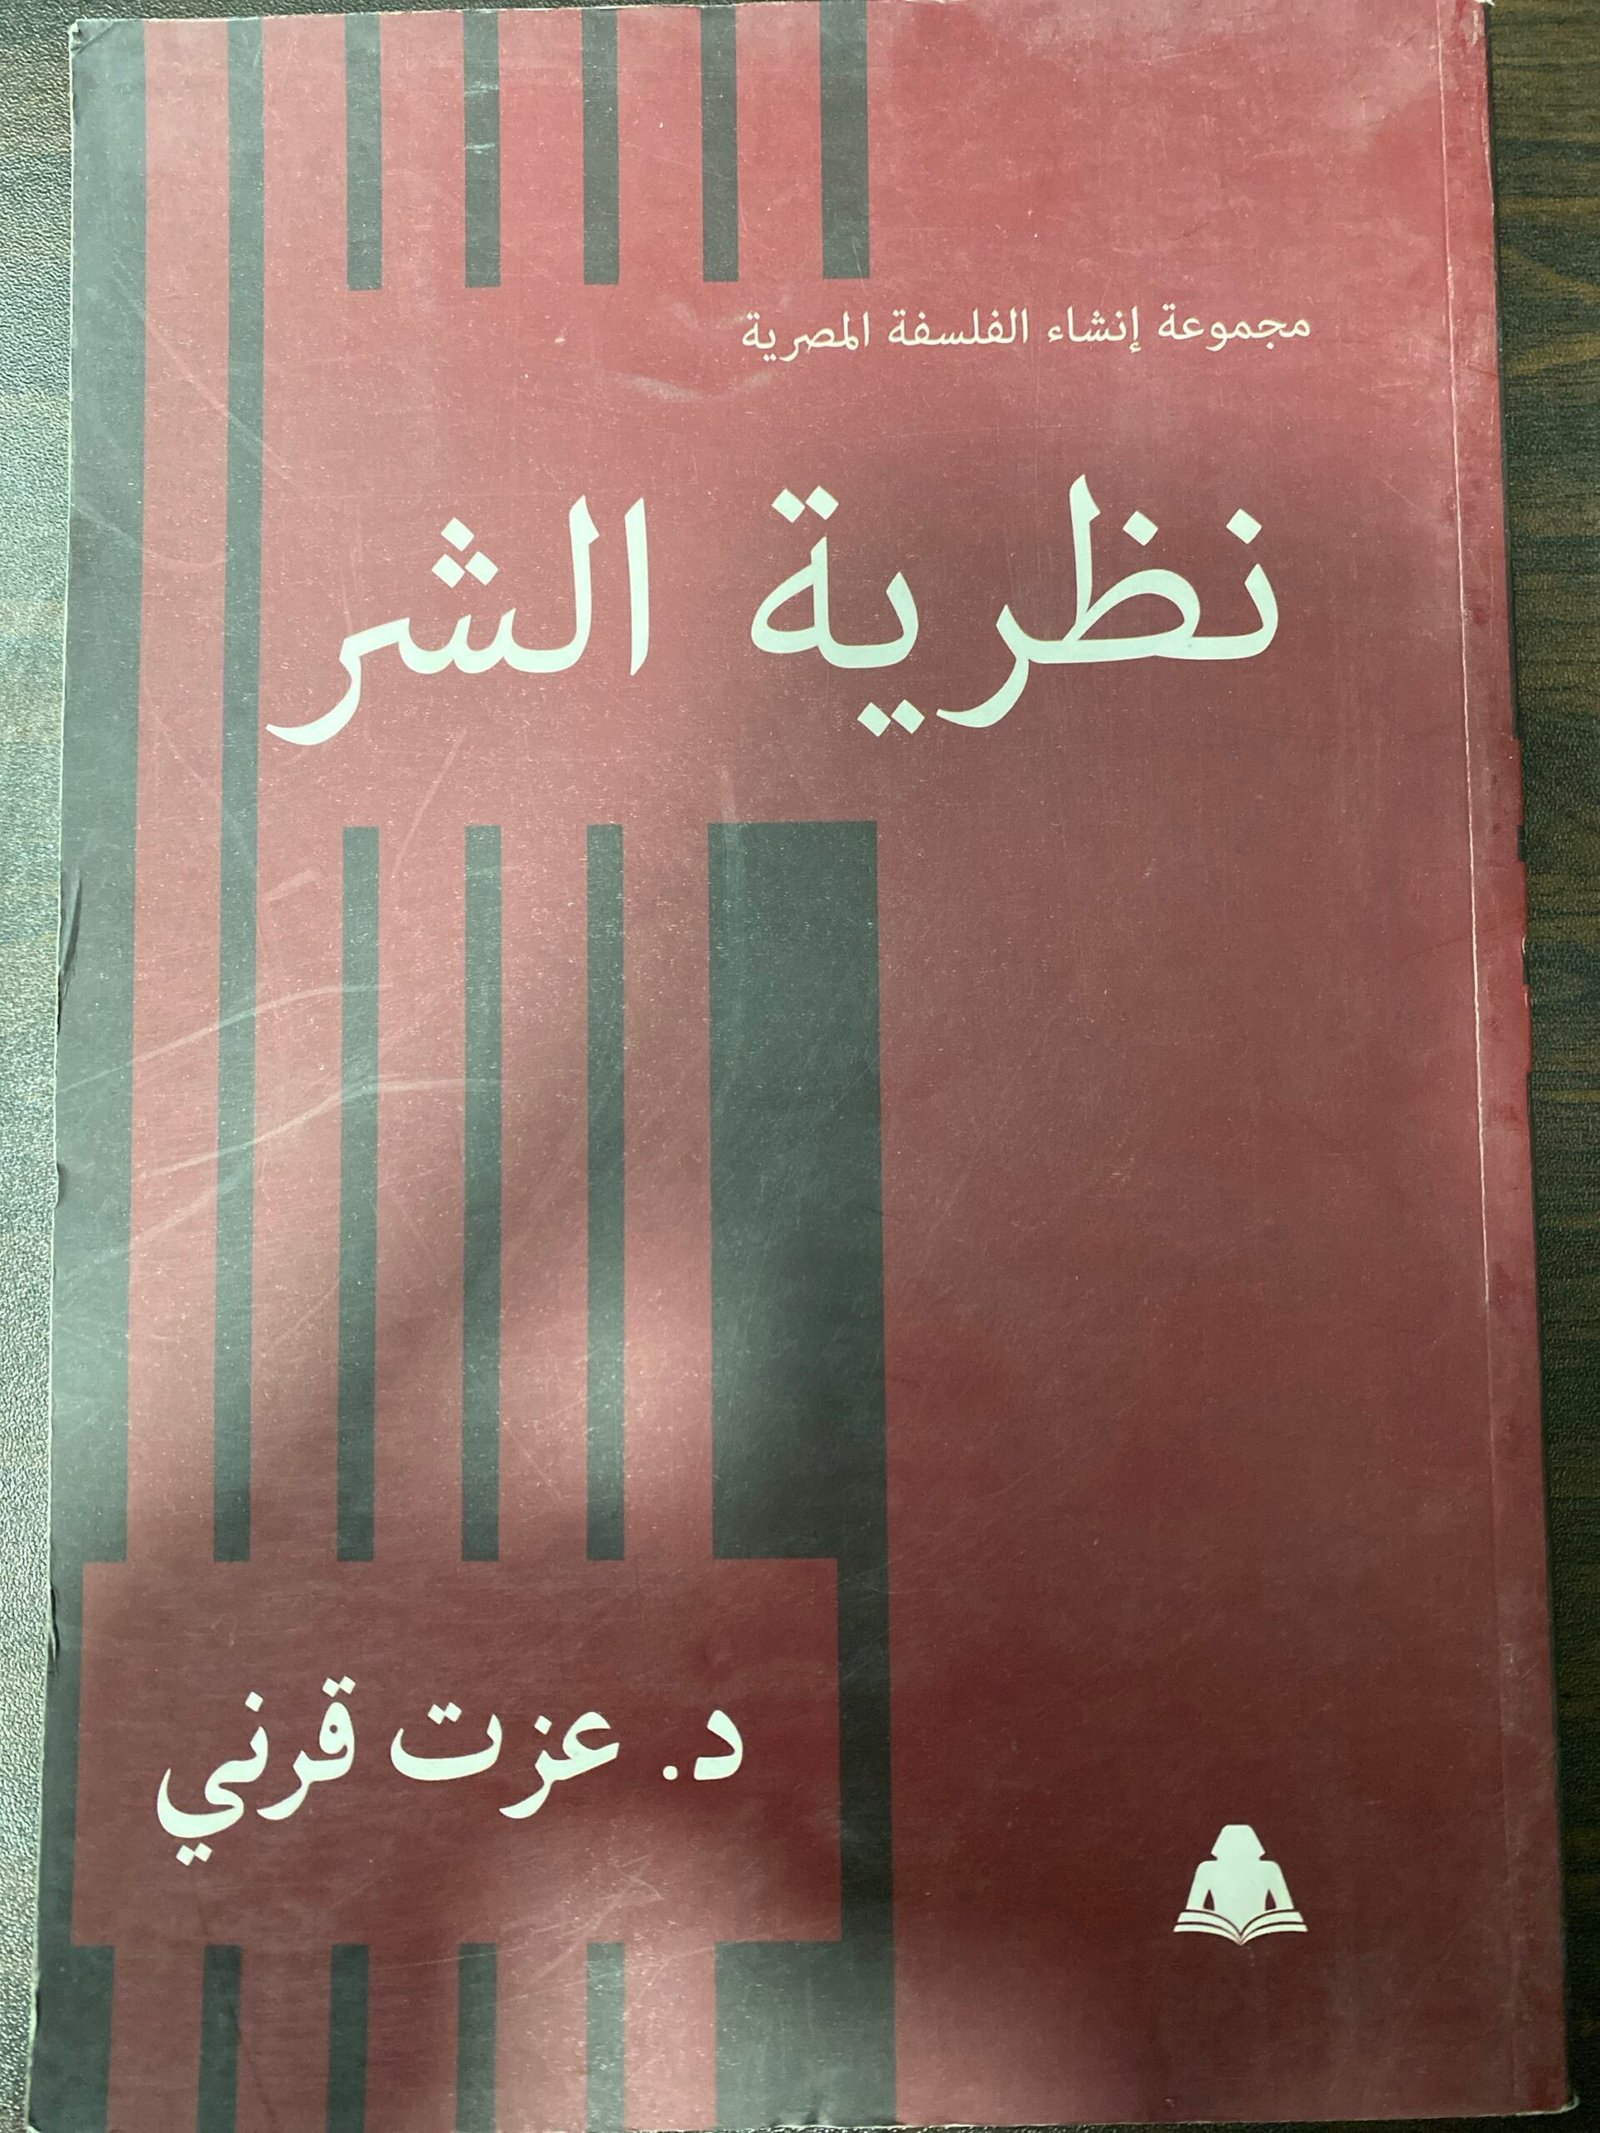 مجموعة إنشاء الفلسفة المصرية
نظرية الشر
د. عزت قرني